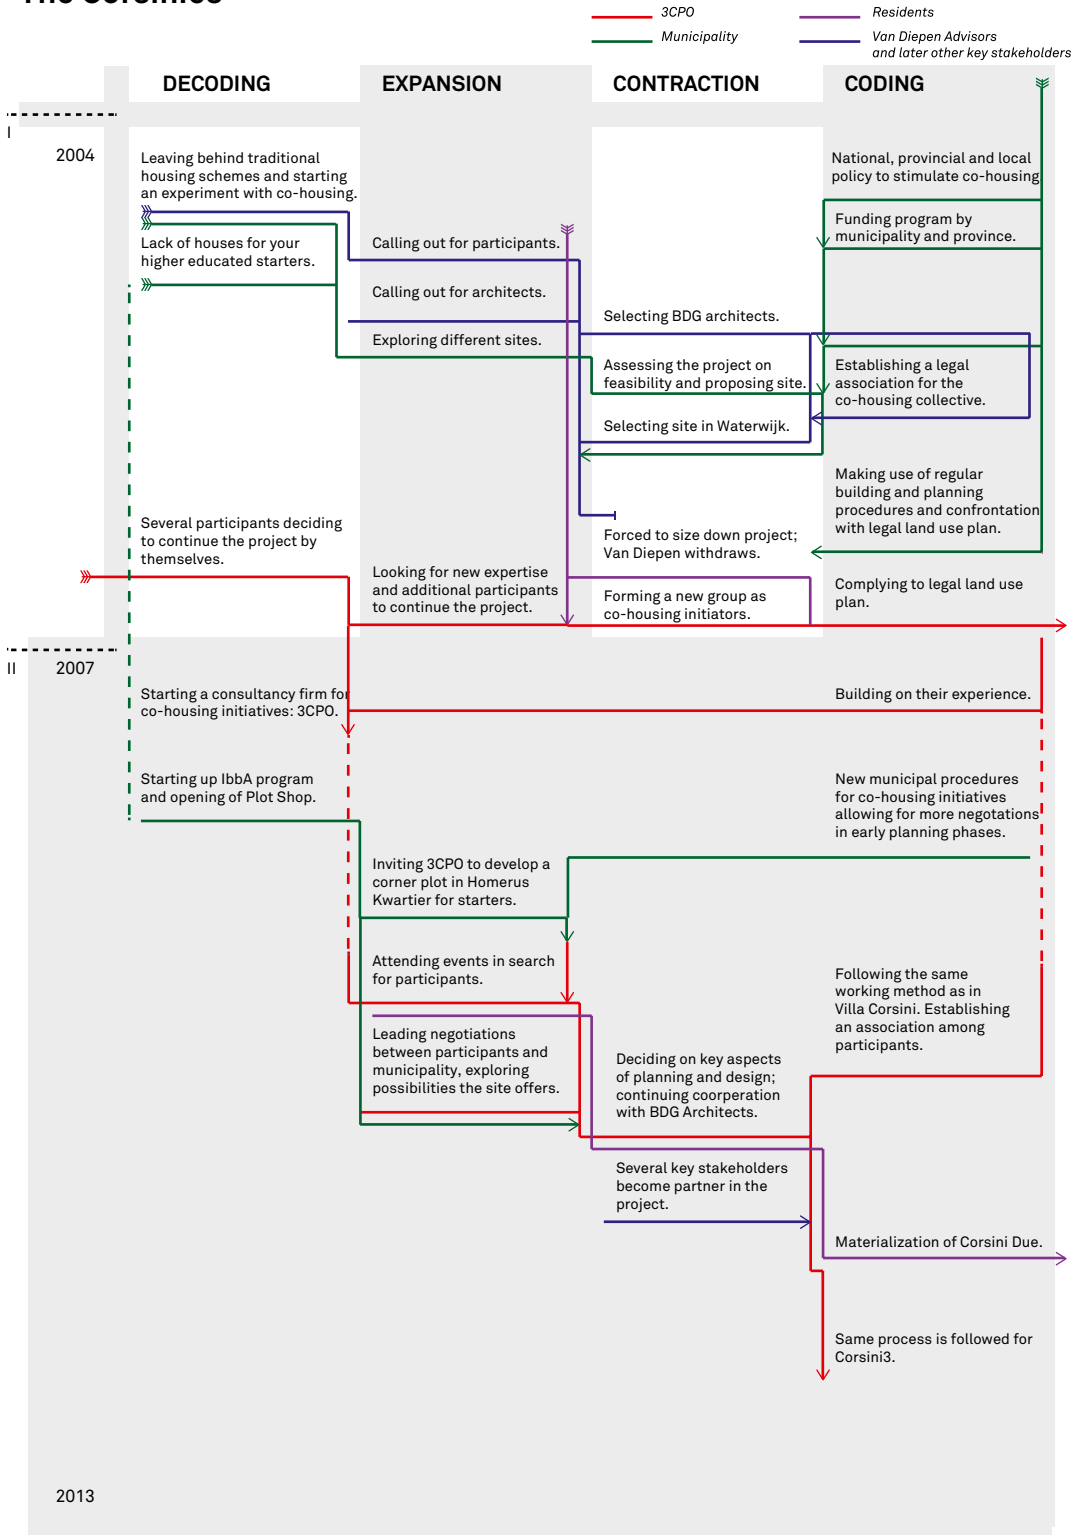 The Corsinics
3CPO
Municipality
Residents
Van Diepen Advisors
and later other key stakeholders
DECODING
EXPANSION
CONTRACTION
CODING
I
2004
Leaving behind traditional
housing schemes and starting
an experiment with co-housing.
Lack of houses for your
higher educated starters.
Calling out for participants.
Calling out for architects.
Exploring different sites.
Selecting BDG architects.
Assessing the project on
feasibility and proposing site.
Selecting site in Waterwijk.
National, provincial and local
policy to stimulate co-housing
Funding program by
municipality and province.
Establishing a legal
association for the
co-housing collective.
Making use of regular
building and planning
procedures and confrontation
with legal land use plan.
Several participants deciding
to continue the project by
themselves.
Looking for new expertise
and additional participants
to continue the project.
Forced to size down project;
Van Diepen withdraws.
Forming a new group as
co-housing initiators.
Complying to legal land use
plan.
II
2007
Starting a consultancy firm for
co-housing initiatives: 3CPO.
Building on their experience.
Starting up IbbA program
and opening of Plot Shop.
New municipal procedures
for co-housing initiatives
allowing for more negotations
in early planning phases.
Inviting 3CPO to develop a
corner plot in Homerus
Kwartier for starters.
Attending events in search
for participants.
Leading negotiations
between participants and
municipality, exploring
possibilities the site offers.
Following the same
working method as in
Villa Corsini. Establishing
an association among
participants.
Deciding on key aspects
of planning and design;
continuing coorperation
with BDG Architects.
Several key stakeholders
become partner in the
project.
Materialization of Corsini Due.
Same process is followed for
Corsini3.
2013